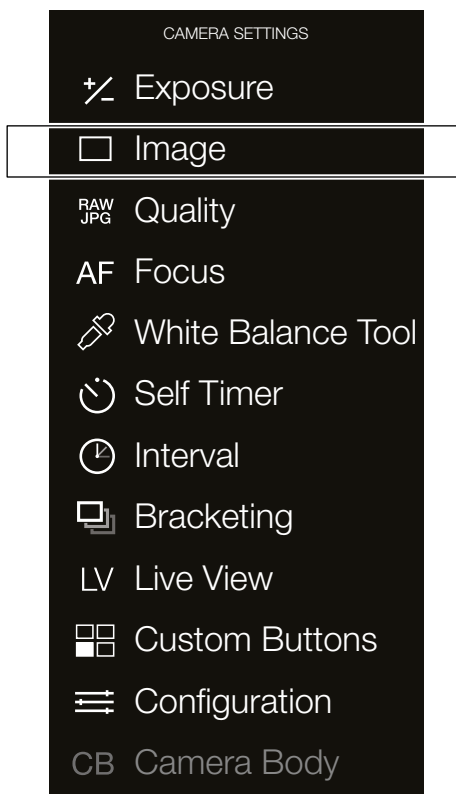 CAMERA SETTINGS
+/– Exposure
Image
RAW JPG Quality
AF Focus
White Balance Tool
Self Timer
Interval
Bracketing
LV Live View
Custom Buttons
Configuration
CB Camera Body